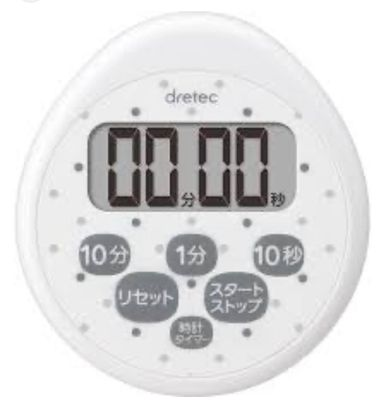 dretec
00分00秒
10分 1分 10秒
リセット スタート
ストップ
時計
タイマー